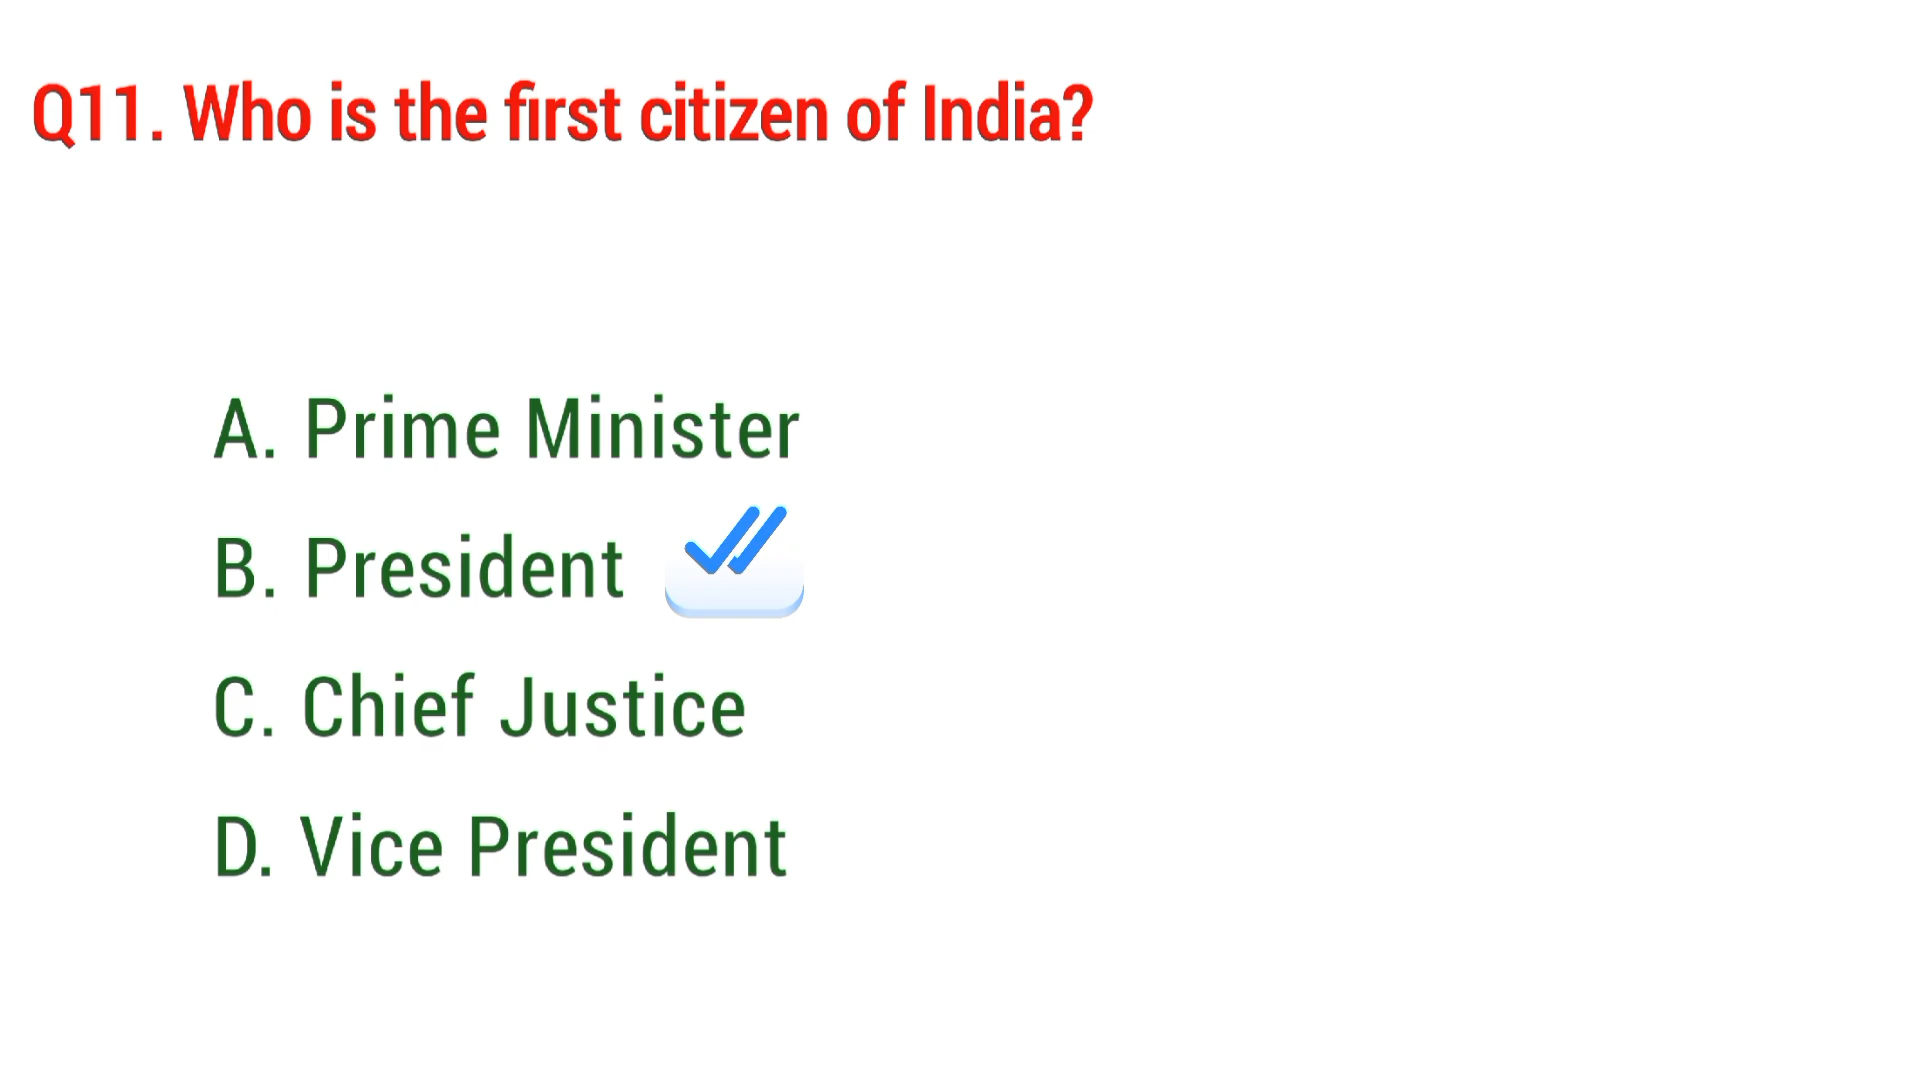 Q11. Who is the first citizen of India?
A. Prime Minister
B. President
C. Chief Justice
D. Vice President